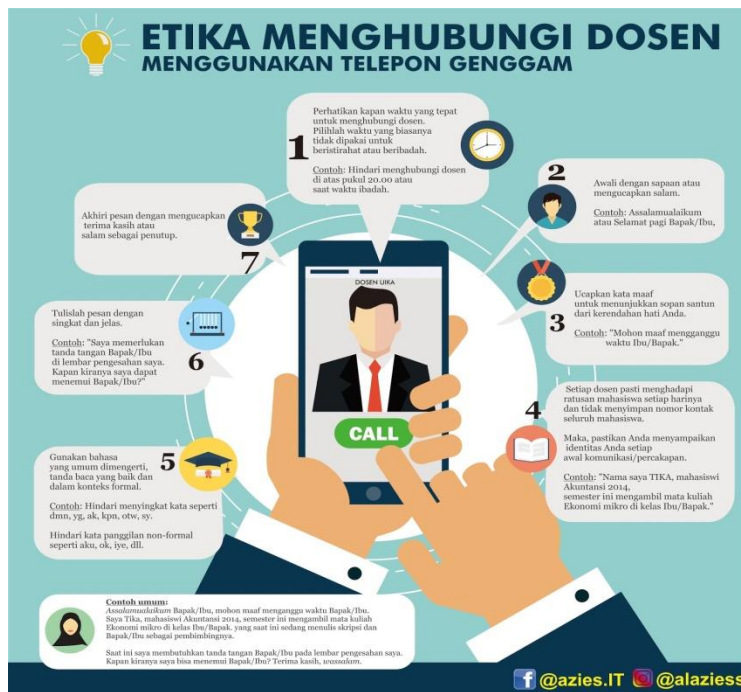 ETIKA MENGHUBUNGI DOSEN
MENGGUNAKAN TELEPON GENGGAM
1
Perhatikan kapan waktu yang tepat
untuk menghubungi dosen.
Pilihlah waktu yang biasanya
tidak dipakai untuk
beristirahat atau beribadah.
Contoh: Hindari menghubungi dosen
di atas pukul 20.00 atau
saat waktu ibadah.
2
Awali dengan sapaan atau
mengucapkan salam.
Contoh: Assalamualaikum
atau Selamat pagi Bapak/Ibu,
3
Ucapkan kata maaf
untuk menunjukkan sopan santun
dari kerendahan hati Anda.
Contoh: "Mohon maaf mengganggu
waktu Ibu/Bapak."
4
Setiap dosen pasti menghadapi
ratusan mahasiswa setiap harinya
dan tidak menyimpan nomor kontak
seluruh mahasiswa.
Maka, pastikan Anda menyampaikan
identitas Anda setiap
awal komunikasi/percakapan.
Contoh: "Nama saya TIKA, mahasiswi
Akuntansi 2014,
semester ini mengambil mata kuliah
Ekonomi mikro di kelas Ibu/Bapak."
5
Gunakan bahasa
yang umum dimengerti,
tanda baca yang baik dan
dalam konteks formal.
Contoh: Hindari menyingkat kata seperti
dmn, yg, ak, kpn, otw, sy.
Hindari kata panggilan non-formal
seperti aku, ok, iye, dll.
6
Tulislah pesan dengan
singkat dan jelas.
Contoh: "Saya memerlukan
tanda tangan Bapak/Ibu
di lembar pengesahan saya.
Kapan kiranya saya dapat
menemui Bapak/Ibu?"
7
Akhiri pesan dengan mengucapkan
terima kasih atau
salam sebagai penutup.
DOSEN UIKA
CALL
Contoh umum:
Assalamualaikum Bapak/Ibu, mohon maaf menganggu waktu Bapak/Ibu.
Saya Tika, mahasiswi Akuntansi 2014, semester ini mengambil mata kuliah
Ekonomi mikro di kelas Ibu/Bapak. yang saat ini sedang menulis skripsi dan
Bapak/Ibu sebagai pembimbingnya.
Saat ini saya membutuhkan tanda tangan Bapak/Ibu pada lembar pengesahan saya.
Kapan kiranya saya bisa menemui Bapak/Ibu? Terima kasih, wassalam.
f @azies.IT @alaziess